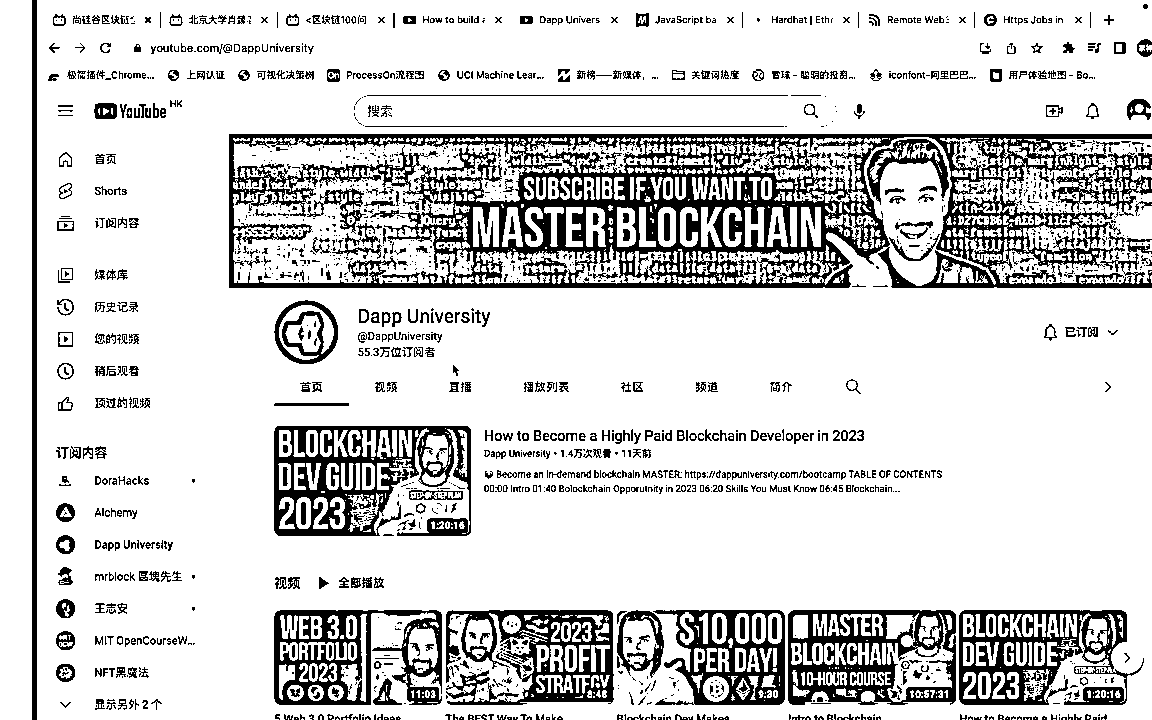 尚硅谷区块链全
北京大学肖臻
<区块链100问
How to build a
Dapp Univers
JavaScript ba
Hardhat | Eth
Remote Web3
Https Jobs in
youtube.com/@DappUniversity
极简插件_Chrome...
上网认证
可视化决策树
ProcessOn流程图
UCI Machine Lear...
新榜—新媒体, ...
关键词热度
雪球 - 聪明的投资...
iconfont-阿里巴巴...
用户体验地图 - Bo...
YouTube HK
搜索
首页
Shorts
订阅内容
媒体库
历史记录
您的视频
稍后观看
顶过的视频
订阅内容
DoraHacks
Alchemy
Dapp University
mrblock 區塊先生
王志安
MIT OpenCourseW...
NFT黑魔法
显示另外 2 个
SUBSCRIBE IF YOU WANT TO
MASTER BLOCKCHAIN
Dapp University
@DappUniversity
55.3万位订阅者
已订阅
首页
视频
直播
播放列表
社区
频道
简介
BLOCKCHAIN
DEV GUIDE
STEP-BY-STEP PLAN
2023
1:20:16
How to Become a Highly Paid Blockchain Developer in 2023
Dapp University • 1.4万次观看 • 11天前
Become an in-demand blockchain MASTER: https://dappuniversity.com/bootcamp TABLE OF CONTENTS
00:00 Intro 01:40 Bolockchain Opporutnity in 2023 06:20 Skills You Must Know 06:45 Blockchain...
视频
全部播放
WEB 3.0
PORTFOLIO
2023
11:03
2023
PROFIT
STRATEGY
8:48
$10,000
PER DAY!
9:30
MASTER
BLOCKCHAIN
10-HOUR COURSE
10:57:31
BLOCKCHAIN
DEV GUIDE
2023
1:20:16
5 Web 3.0 Portfolio Ideas
The BEST Way To Make
Blockchain Dev Makes
Intro to Blockchain
How to Become a Highly Paid